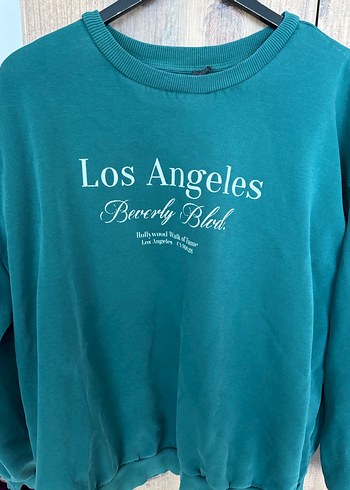 Los Angeles
Beverly Blvd.
Hollywood Walk of Fame
Los Angeles